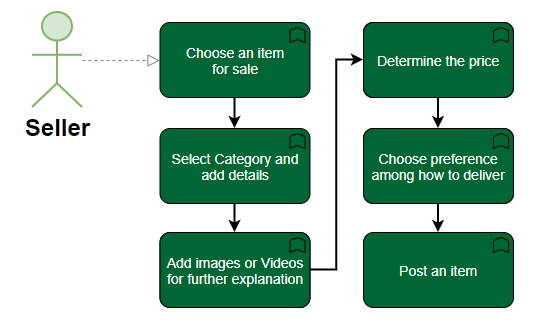 Seller
Choose an item
for sale
Select Category and
add details
Add images or Videos
for further explanation
Determine the price
Choose preference
among how to deliver
Post an item